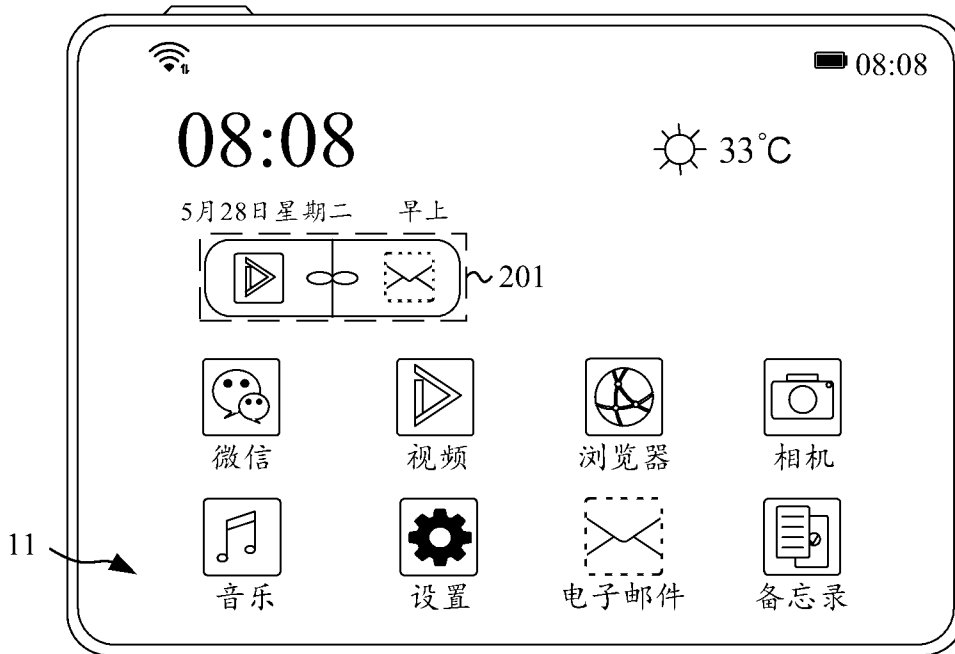 08:08
08:08
33℃
5月28日星期二 早上
201
微信 视频 浏览器 相机
11
音乐 设置 电子邮件 备忘录